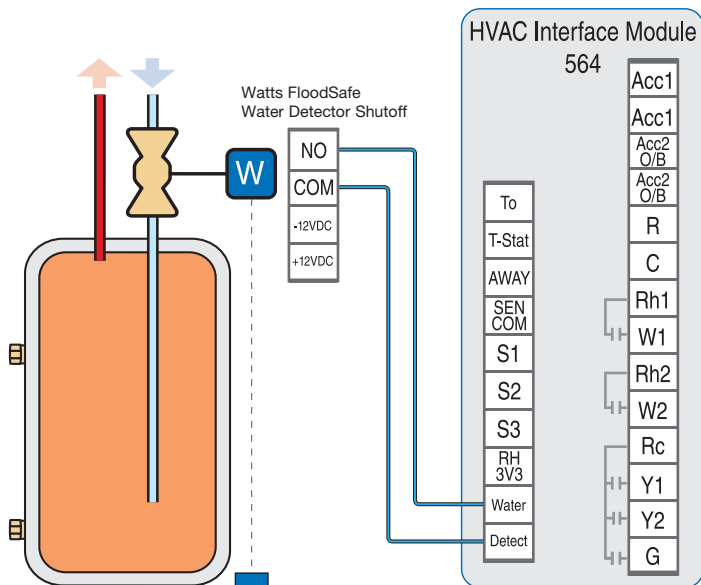 HVAC Interface Module
564
Watts FloodSafe
Water Detector Shutoff
W
NO
COM
-12VDC
+12VDC
To
T-Stat
AWAY
SEN
COM
S1
S2
S3
RH
3V3
Water
Detect
Acc1
Acc1
Acc2
O/B
Acc2
O/B
R
C
Rh1
W1
Rh2
W2
Rc
Y1
Y2
G